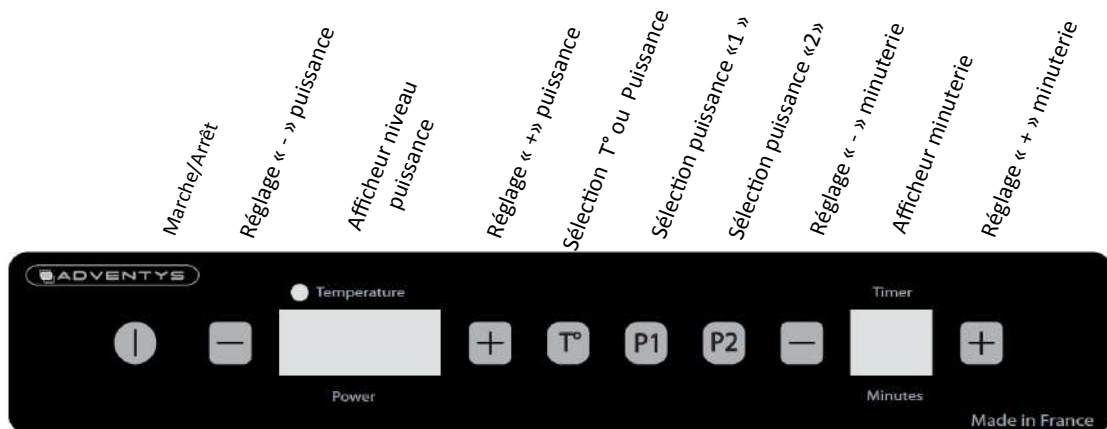 Marche/Arrêt
Réglage « - » puissance
Afficheur niveau
puissance
Réglage « +» puissance
Sélection T° ou Puissance
Sélection puissance «1 »
Sélection puissance «2»
Réglage « - » minuterie
Afficheur minuterie
Réglage « + » minuterie
ADVENTYS
Temperature
Timer
T°
P1
P2
Power
Minutes
Made in France